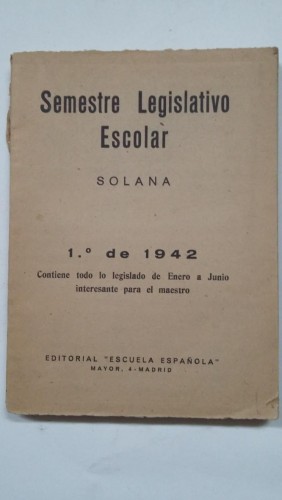 Semestre Legislativo
Escolar
SOLANA
1.º de 1942
Contiene todo lo legislado de Enero a Junio
interesante para el maestro
EDITORIAL "ESCUELA ESPAÑOLA"
MAYOR, 4-MADRID